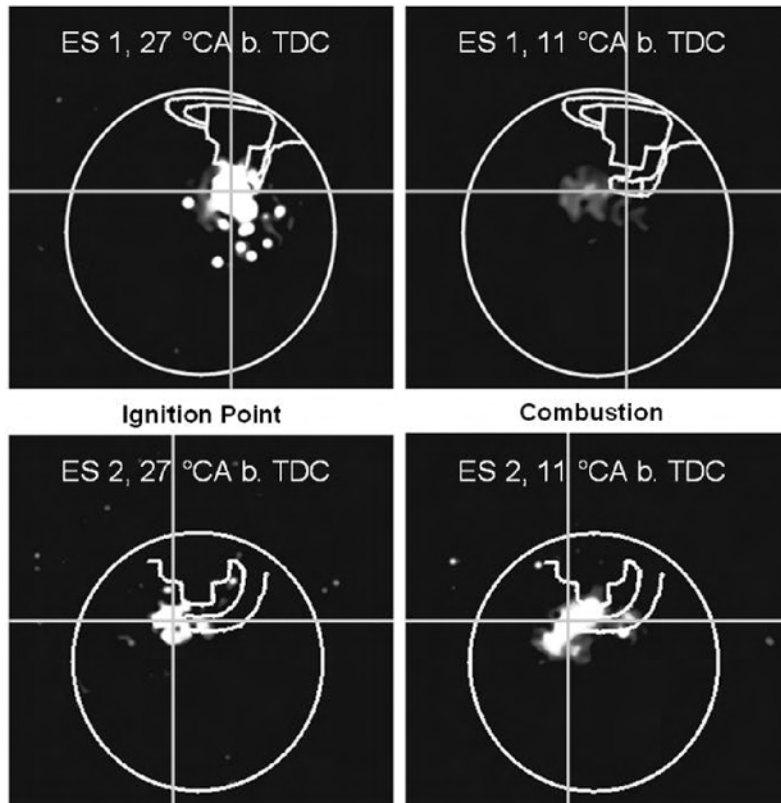 ES 1, 27 °CA b. TDC
ES 1, 11 °CA b. TDC
Ignition Point
Combustion
ES 2, 27 °CA b. TDC
ES 2, 11 °CA b. TDC